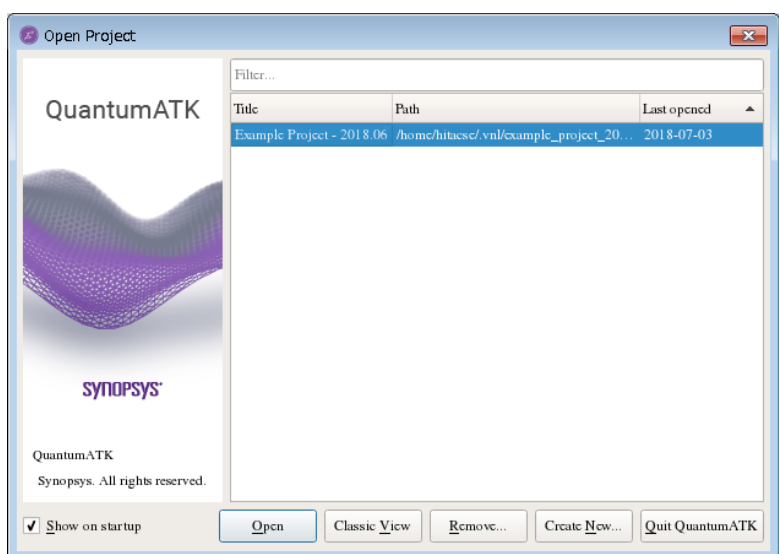 Open Project
QuantumATK
SYNOPSYS
QuantumATK
Synopsys. All rights reserved.
Filter...
Title Path Last opened
Example Project - 2018.06 /home/hitacse/.vnl/example_project_20... 2018-07-03
Show on startup
Open Classic View Remove... Create New... Quit QuantumATK